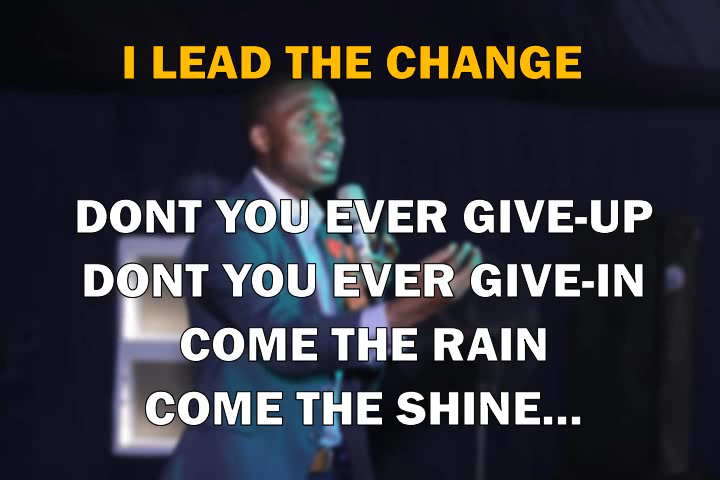 I LEAD THE CHANGE
DONT YOU EVER GIVE-UP
DONT YOU EVER GIVE-IN
COME THE RAIN
COME THE SHINE...